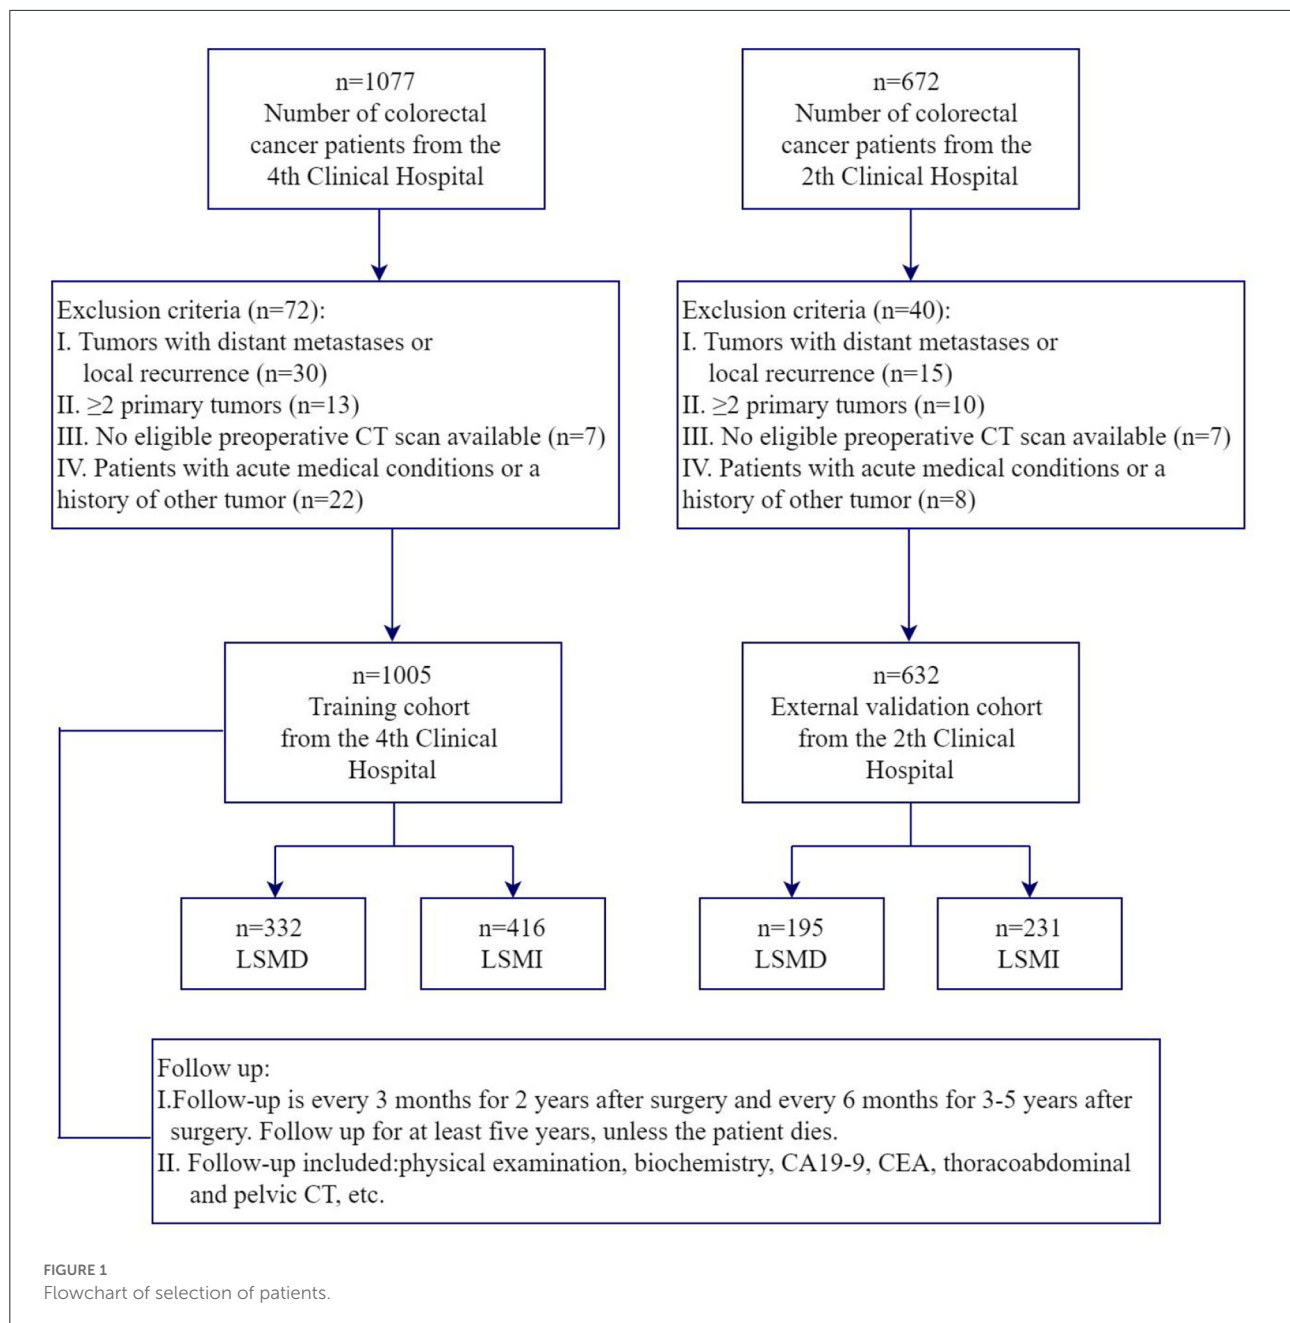 n=1077
Number of colorectal
cancer patients from the
4th Clinical Hospital
n=672
Number of colorectal
cancer patients from the
2th Clinical Hospital
Exclusion criteria (n=72):
I. Tumors with distant metastases or
local recurrence (n=30)
II. ≥2 primary tumors (n=13)
III. No eligible preoperative CT scan available (n=7)
IV. Patients with acute medical conditions or a
history of other tumor (n=22)
Exclusion criteria (n=40):
I. Tumors with distant metastases or
local recurrence (n=15)
II. ≥2 primary tumors (n=10)
III. No eligible preoperative CT scan available (n=7)
IV. Patients with acute medical conditions or a
history of other tumor (n=8)
n=1005
Training cohort
from the 4th Clinical
Hospital
n=632
External validation cohort
from the 2th Clinical
Hospital
n=332
LSMD
n=416
LSMI
n=195
LSMD
n=231
LSMI
Follow up:
I.Follow-up is every 3 months for 2 years after surgery and every 6 months for 3-5 years after
surgery. Follow up for at least five years, unless the patient dies.
II. Follow-up included:physical examination, biochemistry, CA19-9, CEA, thoracoabdominal
and pelvic CT, etc.
FIGURE 1
Flowchart of selection of patients.